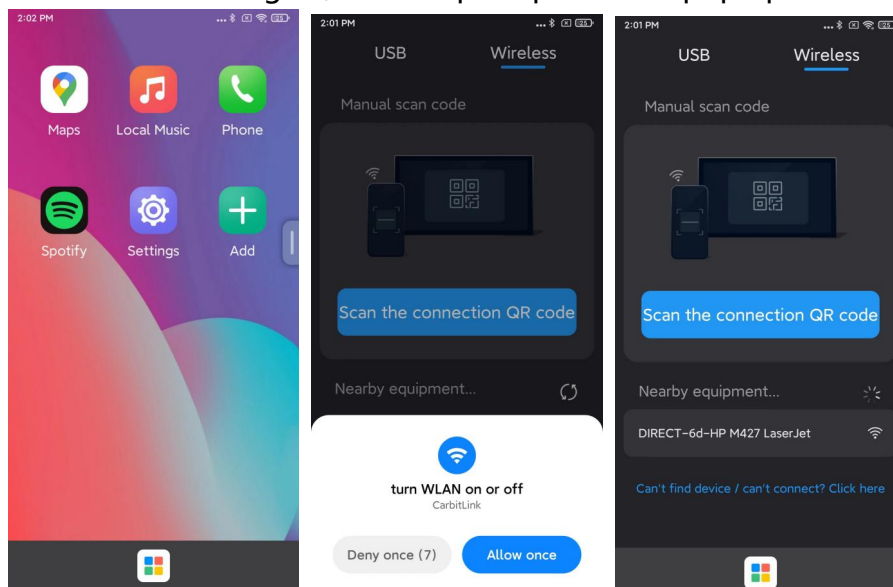 2:02 PM
25
Maps
Local Music
Phone
Spotify
Settings
Add
2:01 PM
25
USB
Wireless
Manual scan code
Scan the connection QR code
Nearby equipment...
turn WLAN on or off
CarbitLink
Deny once (7)
Allow once
2:01 PM
25
USB
Wireless
Manual scan code
Scan the connection QR code
Nearby equipment...
DIRECT-6d-HP M427 LaserJet
Can't find device / can't connect? Click here